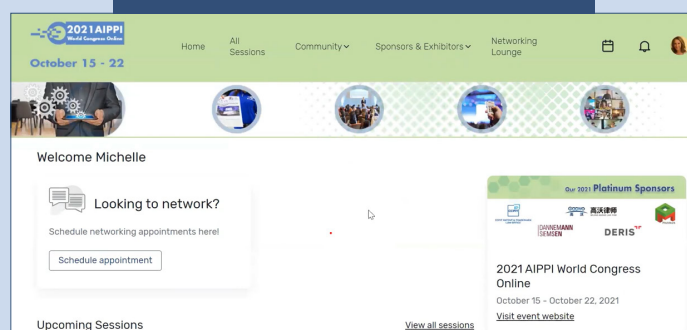 2021AIPPI
World Congress Online
October 15 - 22
Home
All
Sessions
Community
Sponsors & Exhibitors
Networking
Lounge
Welcome Michelle
Looking to network?
Schedule networking appointments here!
Schedule appointment
Our 2021 Platinum Sponsors
高沃律师
DANNEMANN
SIEMSEN
DERIS
2021 AIPPI World Congress
Online
October 15 - October 22, 2021
Visit event website
Upcoming Sessions
View all sessions